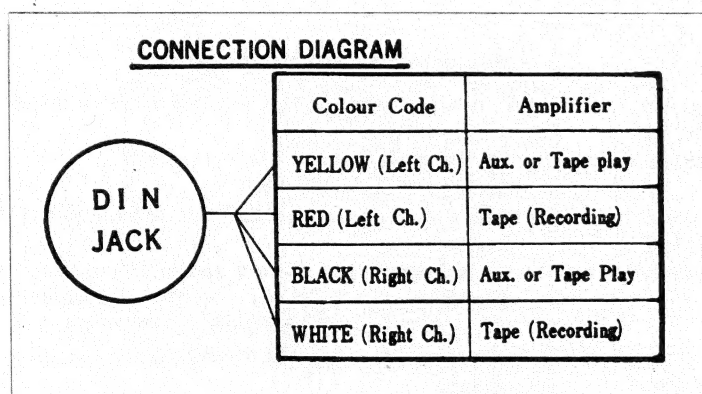 CONNECTION DIAGRAM
Colour Code Amplifier
YELLOW (Left Ch.) Aux. or Tape play
D I N
RED (Left Ch.) Tape (Recording)
JACK
BLACK (Right Ch.) Aux. or Tape Play
WHITE (Right Ch.) Tape (Recording)